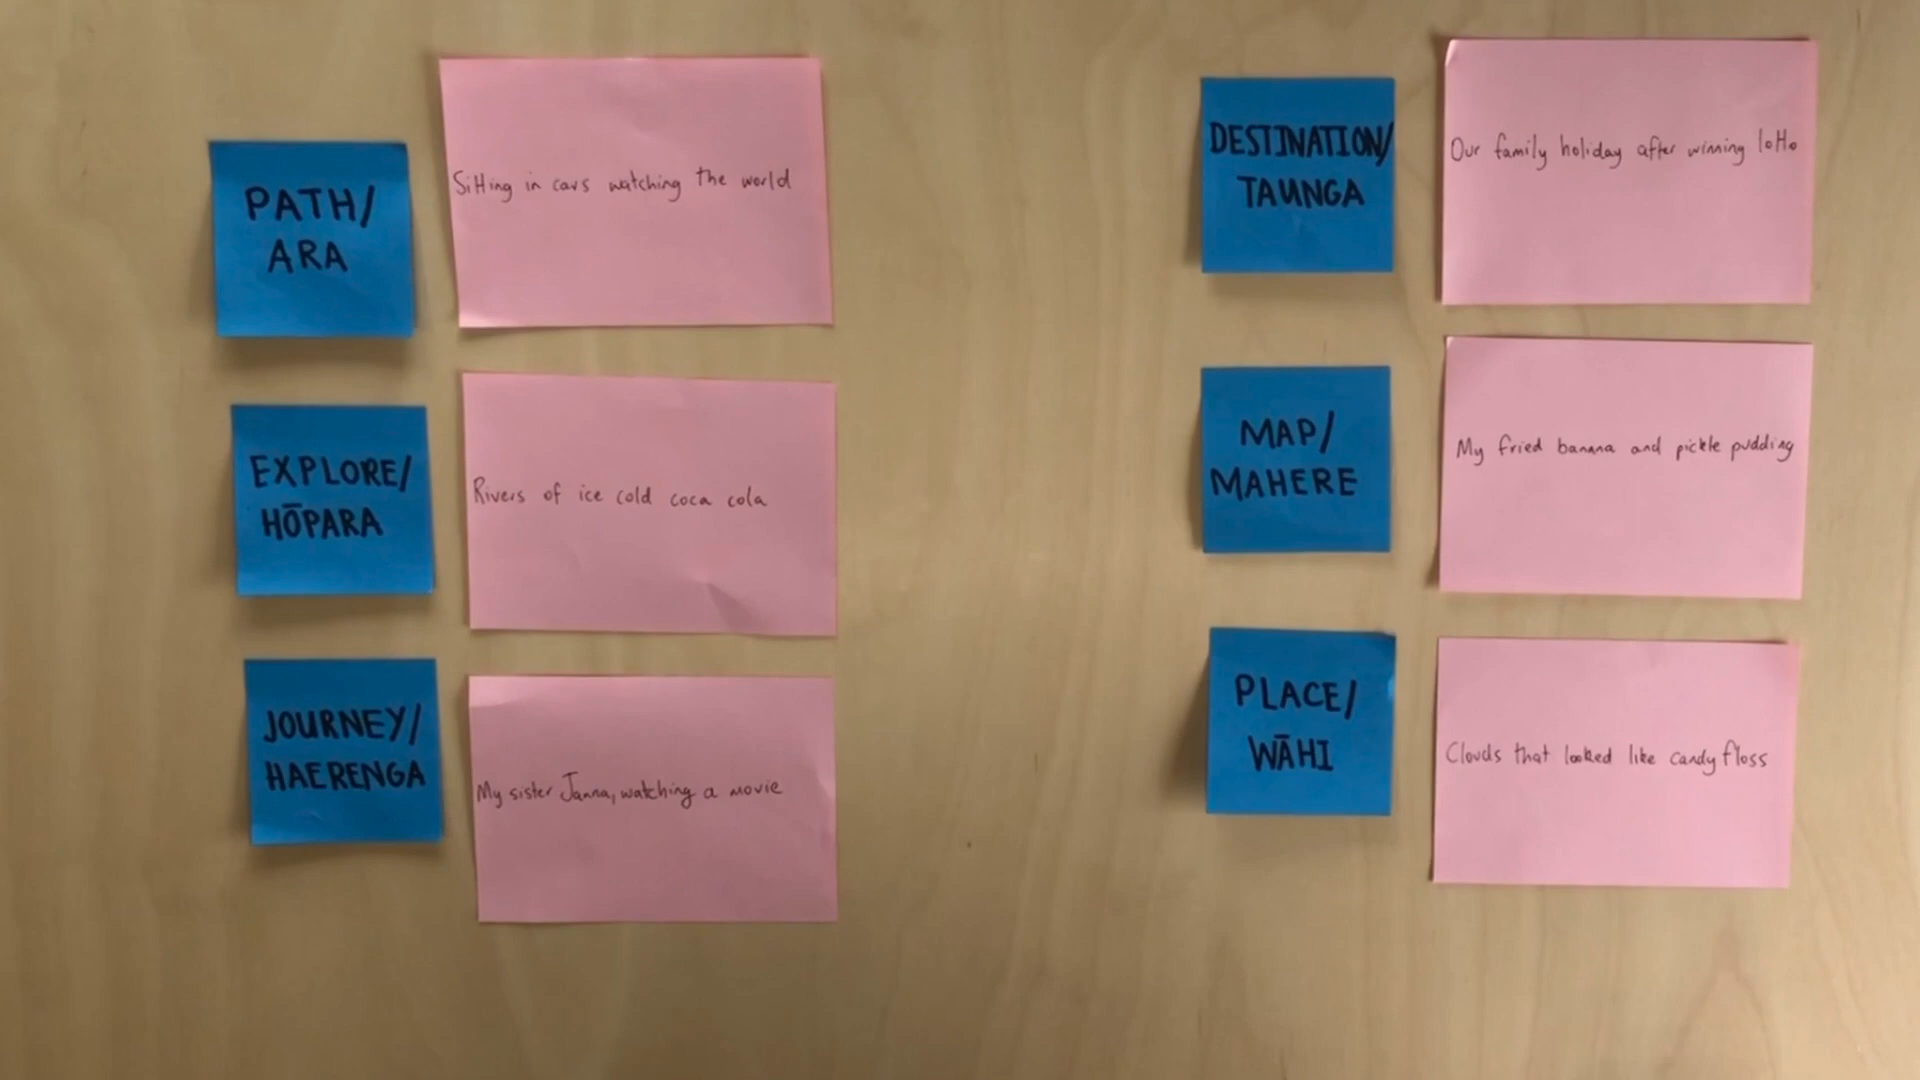 PATH/
ARA
Sitting in cars watching the world
EXPLORE/
HŌPARA
Rivers of ice cold coca cola
JOURNEY/
HAERENGA
My sister Janna, watching a movie
DESTINATION/
TAUNGA
Our family holiday after winning lotto
MAP/
MAHERE
My fried banana and pickle pudding
PLACE/
WĀHI
Clouds that looked like candy floss